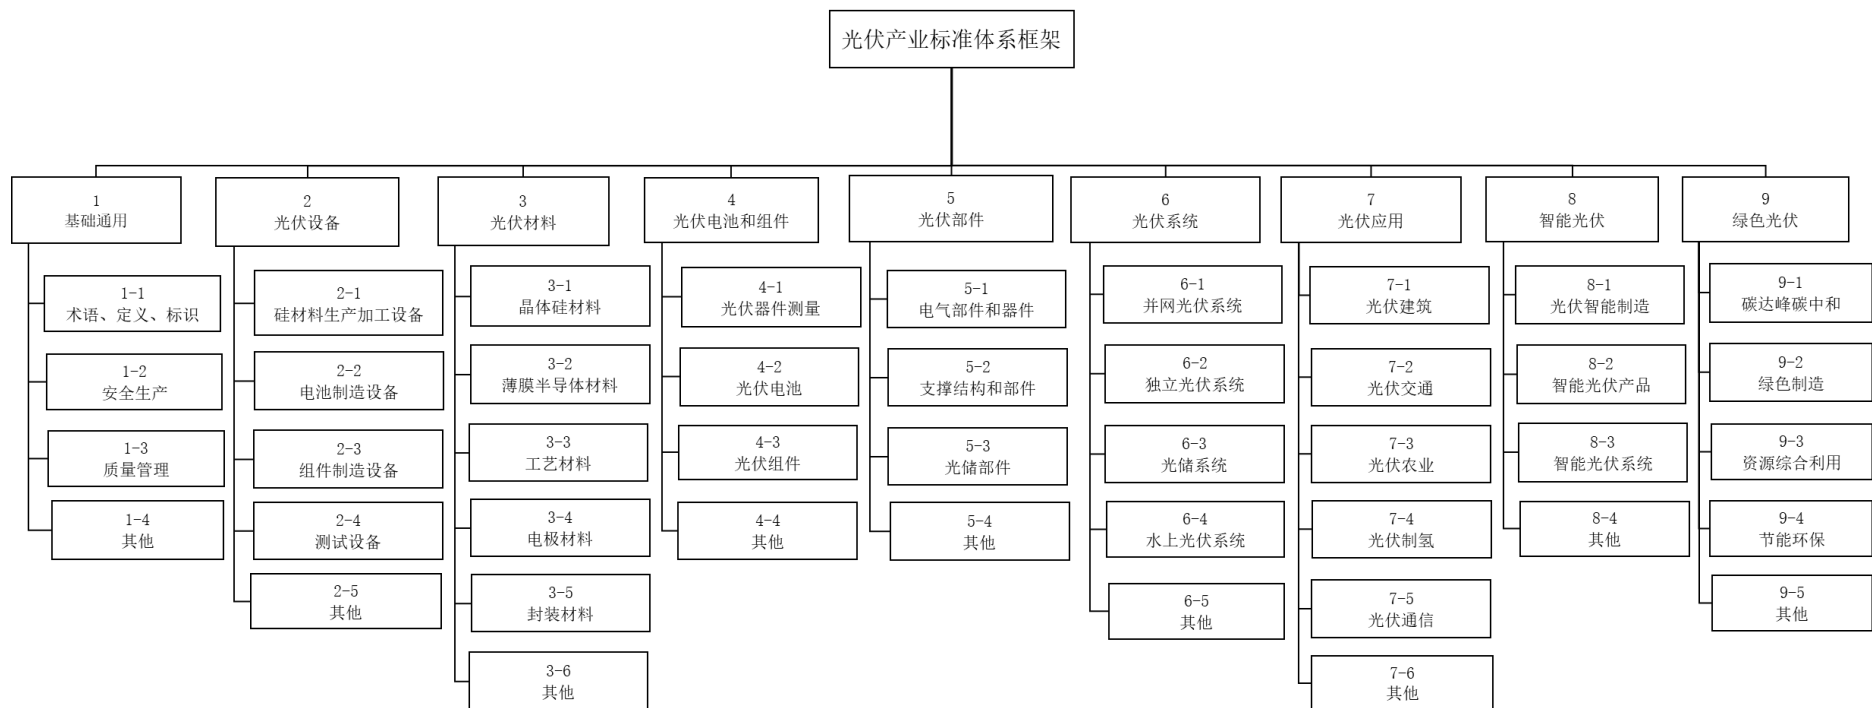 光伏产业标准体系框架
1
基础通用
1-1
术语、定义、标识
1-2
安全生产
1-3
质量管理
1-4
其他
2
光伏设备
2-1
硅材料生产加工设备
2-2
电池制造设备
2-3
组件制造设备
2-4
测试设备
2-5
其他
3
光伏材料
3-1
晶体硅材料
3-2
薄膜半导体材料
3-3
工艺材料
3-4
电极材料
3-5
封装材料
3-6
其他
4
光伏电池和组件
4-1
光伏器件测量
4-2
光伏电池
4-3
光伏组件
4-4
其他
5
光伏部件
5-1
电气部件和器件
5-2
支撑结构和部件
5-3
光储部件
5-4
其他
6
光伏系统
6-1
并网光伏系统
6-2
独立光伏系统
6-3
光储系统
6-4
水上光伏系统
6-5
其他
7
光伏应用
7-1
光伏建筑
7-2
光伏交通
7-3
光伏农业
7-4
光伏制氢
7-5
光伏通信
7-6
其他
8
智能光伏
8-1
光伏智能制造
8-2
智能光伏产品
8-3
智能光伏系统
8-4
其他
9
绿色光伏
9-1
碳达峰碳中和
9-2
绿色制造
9-3
资源综合利用
9-4
节能环保
9-5
其他